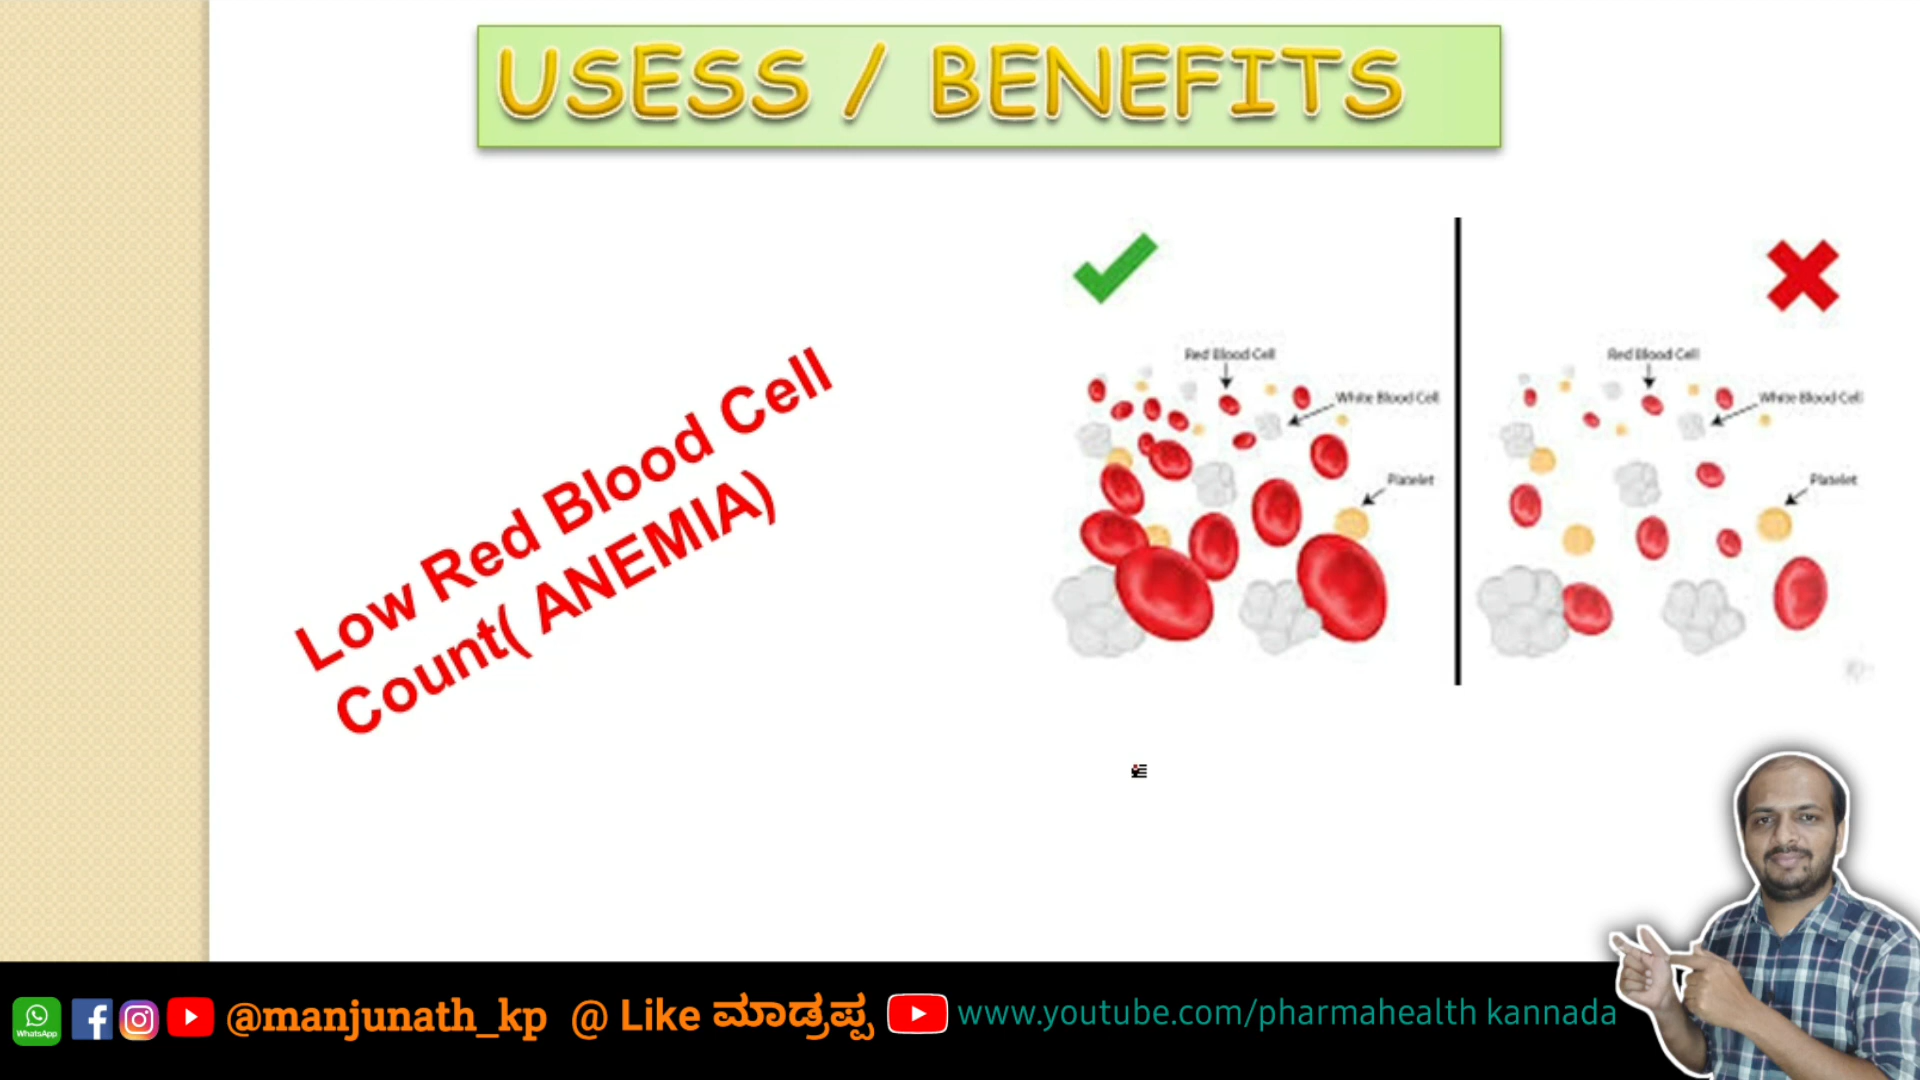 USESS / BENEFITS
Low Red Blood Cell
Count( ANEMIA)
Red Blood Cell
White Blood Cell
Platelet
Red Blood Cell
White Blood Cell
Platelet
WhatsApp
@manjunath_kp @ Like ಮಾಡ್ರಪ್ಪ www.youtube.com/pharmahealth kannada